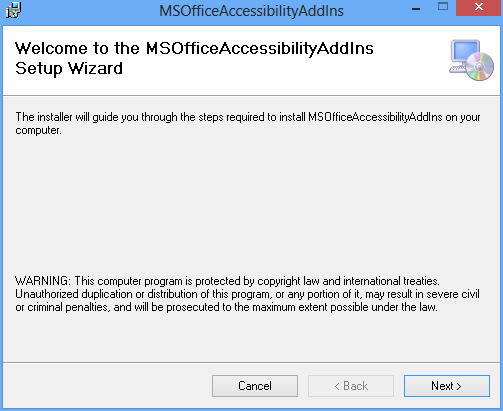 MSOfficeAccessibilityAddIns
Welcome to the MSOfficeAccessibilityAddIns
Setup Wizard
The installer will guide you through the steps required to install MSOfficeAccessibilityAddIns on your
computer.
WARNING: This computer program is protected by copyright law and international treaties.
Unauthorized duplication or distribution of this program, or any portion of it, may result in severe civil
or criminal penalties, and will be prosecuted to the maximum extent possible under the law.
Cancel
< Back
Next >